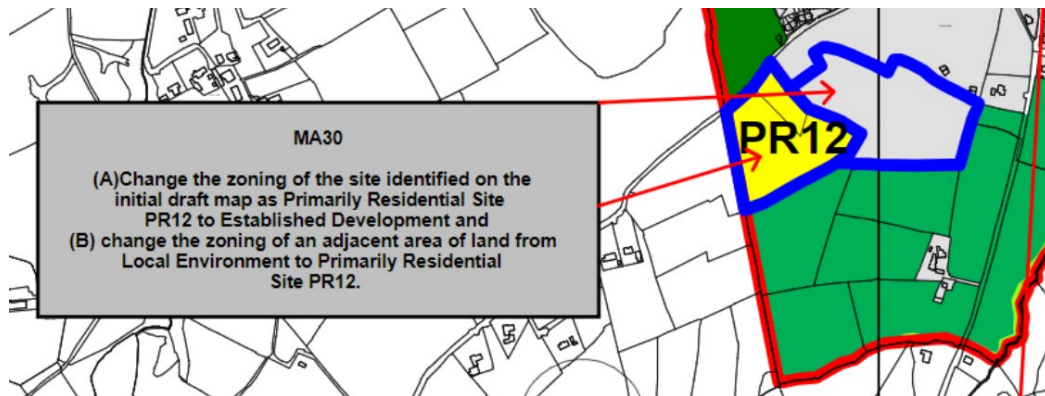 MA30
(A)Change the zoning of the site identified on the
initial draft map as Primarily Residential Site
PR12 to Established Development and
(B) change the zoning of an adjacent area of land from
Local Environment to Primarily Residential
Site PR12.
PR12